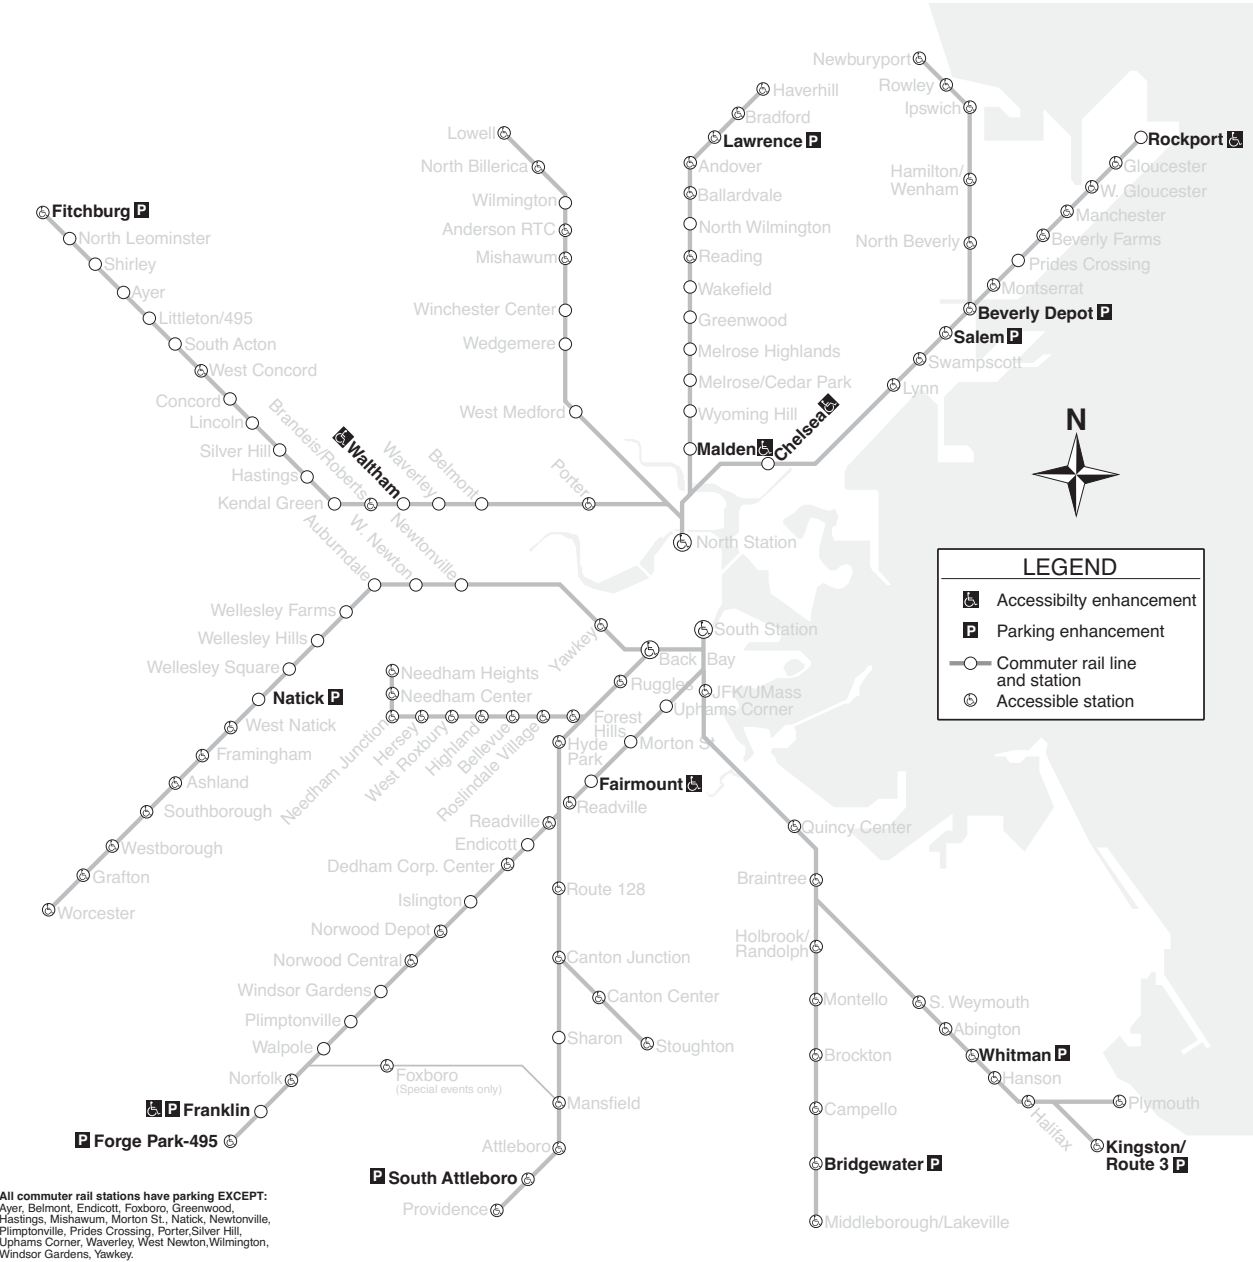 Newburyport
Rowley
Ipswich
Haverhill
Bradford
Lawrence P
Lowell
North Billerica
Andover
Rockport
Gloucester
W. Gloucester
Manchester
Beverly Farms
Prides Crossing
Montserrat
Hamilton/
Wenham
North Beverly
Beverly Depot P
Salem P
Swampscott
Lynn
Ballardvale
North Wilmington
Reading
Wakefield
Greenwood
Melrose Highlands
Melrose/Cedar Park
Wyoming Hill
Malden
Chelsea
Wilmington
Anderson RTC
Mishawum
Winchester Center
Wedgemere
West Medford
Fitchburg P
North Leominster
Shirley
Ayer
Littleton/495
South Acton
West Concord
Concord
Lincoln
Silver Hill
Hastings
Kendal Green
Brandeis/Roberts
Waltham
Waverley
Belmont
Porter
North Station
N
LEGEND
Accessibilty enhancement
P Parking enhancement
Commuter rail line
and station
Accessible station
Auburndale
W. Newton
Newtonville
Wellesley Farms
Wellesley Hills
Wellesley Square
Natick P
West Natick
Framingham
Ashland
Southborough
Westborough
Grafton
Worcester
Yawkey
South Station
Back Bay
Ruggles
JFK/UMass
Uphams Corner
Morton St
Fairmount
Readville
Needham Heights
Needham Center
Needham Junction
Hersey
West Roxbury
Highland
Bellevue
Roslindale Village
Forest
Hills
Hyde
Park
Readville
Endicott
Dedham Corp. Center
Islington
Norwood Depot
Norwood Central
Windsor Gardens
Plimptonville
Walpole
Norfolk
P Franklin
P Forge Park-495
Foxboro
(Special events only)
Route 128
Canton Junction
Canton Center
Stoughton
Sharon
Mansfield
Attleboro
P South Attleboro
Providence
Quincy Center
Braintree
Holbrook/
Randolph
Montello
Brockton
Campello
Bridgewater P
Middleborough/Lakeville
S. Weymouth
Abington
Whitman P
Hanson
Halifax
Plymouth
Kingston/
Route 3 P
All commuter rail stations have parking EXCEPT:
Ayer, Belmont, Endicott, Foxboro, Greenwood,
Hastings, Mishawum, Morton St., Natick, Newtonville,
Plimptonville, Prides Crossing, Porter,Silver Hill,
Uphams Corner, Waverley, West Newton,Wilmington,
Windsor Gardens, Yawkey.